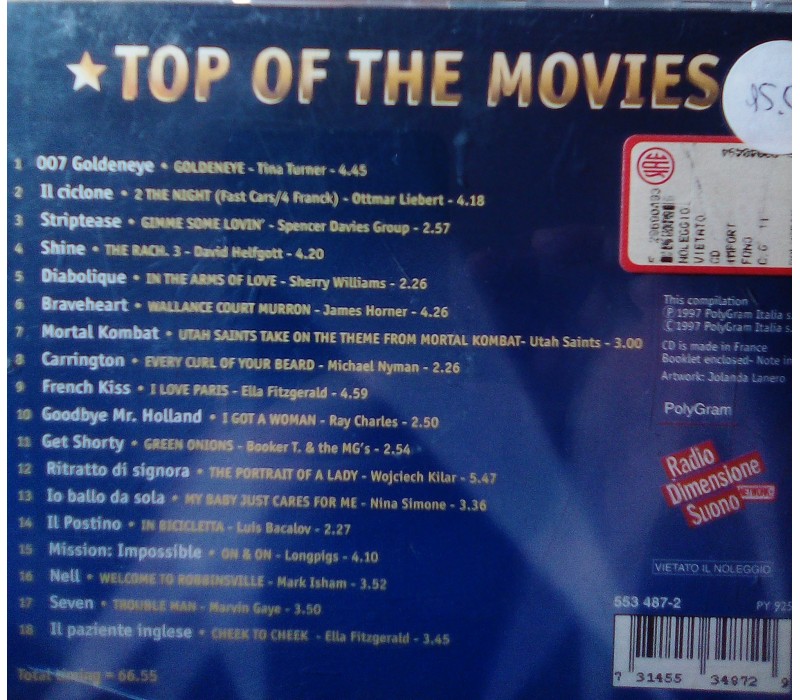 ★ TOP OF THE MOVIES
1 007 Goldeneye • GOLDENEYE - Tina Turner - 4.45
2 Il ciclone • 2 THE NIGHT (Fast Cars/4 Franck) - Ottmar Liebert - 4.18
3 Striptease • GIMME SOME LOVIN' - Spencer Davies Group - 2.57
4 Shine • THE RACH. 3 - David Helfgott - 4.20
5 Diabolique • IN THE ARMS OF LOVE - Sherry Williams - 2.26
6 Braveheart • WALLANCE COURT MURRON - James Horner - 4.26
7 Mortal Kombat • UTAH SAINTS TAKE ON THE THEME FROM MORTAL KOMBAT- Utah Saints - 3.00
8 Carrington • EVERY CURL OF YOUR BEARD - Michael Nyman - 2.26
9 French Kiss • I LOVE PARIS - Ella Fitzgerald - 4.59
10 Goodbye Mr. Holland • I GOT A WOMAN - Ray Charles - 2.50
11 Get Shorty • GREEN ONIONS - Booker T. & the MG's - 2.54
12 Ritratto di signora • THE PORTRAIT OF A LADY - Wojciech Kilar - 5.47
13 Io ballo da sola • MY BABY JUST CARES FOR ME - Nina Simone - 3.36
14 Il Postino • IN BICICLETTA - Luis Bacalov - 2.27
15 Mission: Impossible • ON & ON - Longpigs - 4.10
16 Nell • WELCOME TO ROBBINSVILLE - Mark Isham - 3.52
17 Seven • TROUBLE MAN - Marvin Gaye - 3.50
18 Il paziente inglese • CHEEK TO CHEEK - Ella Fitzgerald - 3.45
Total timing = 66.55
NOLEGGIO
VIETATO
CD
IMPORT
This compilation
Ⓟ 1997 PolyGram Italia s.
© 1997 PolyGram Italia s.
CD is made in France
Booklet enclosed- Note in
Artwork: Jolanda Lanero
PolyGram
Radio
Dimensione
Suono NETWORK
VIETATO IL NOLEGGIO
553 487-2 PY 925
7 31455 34872 9